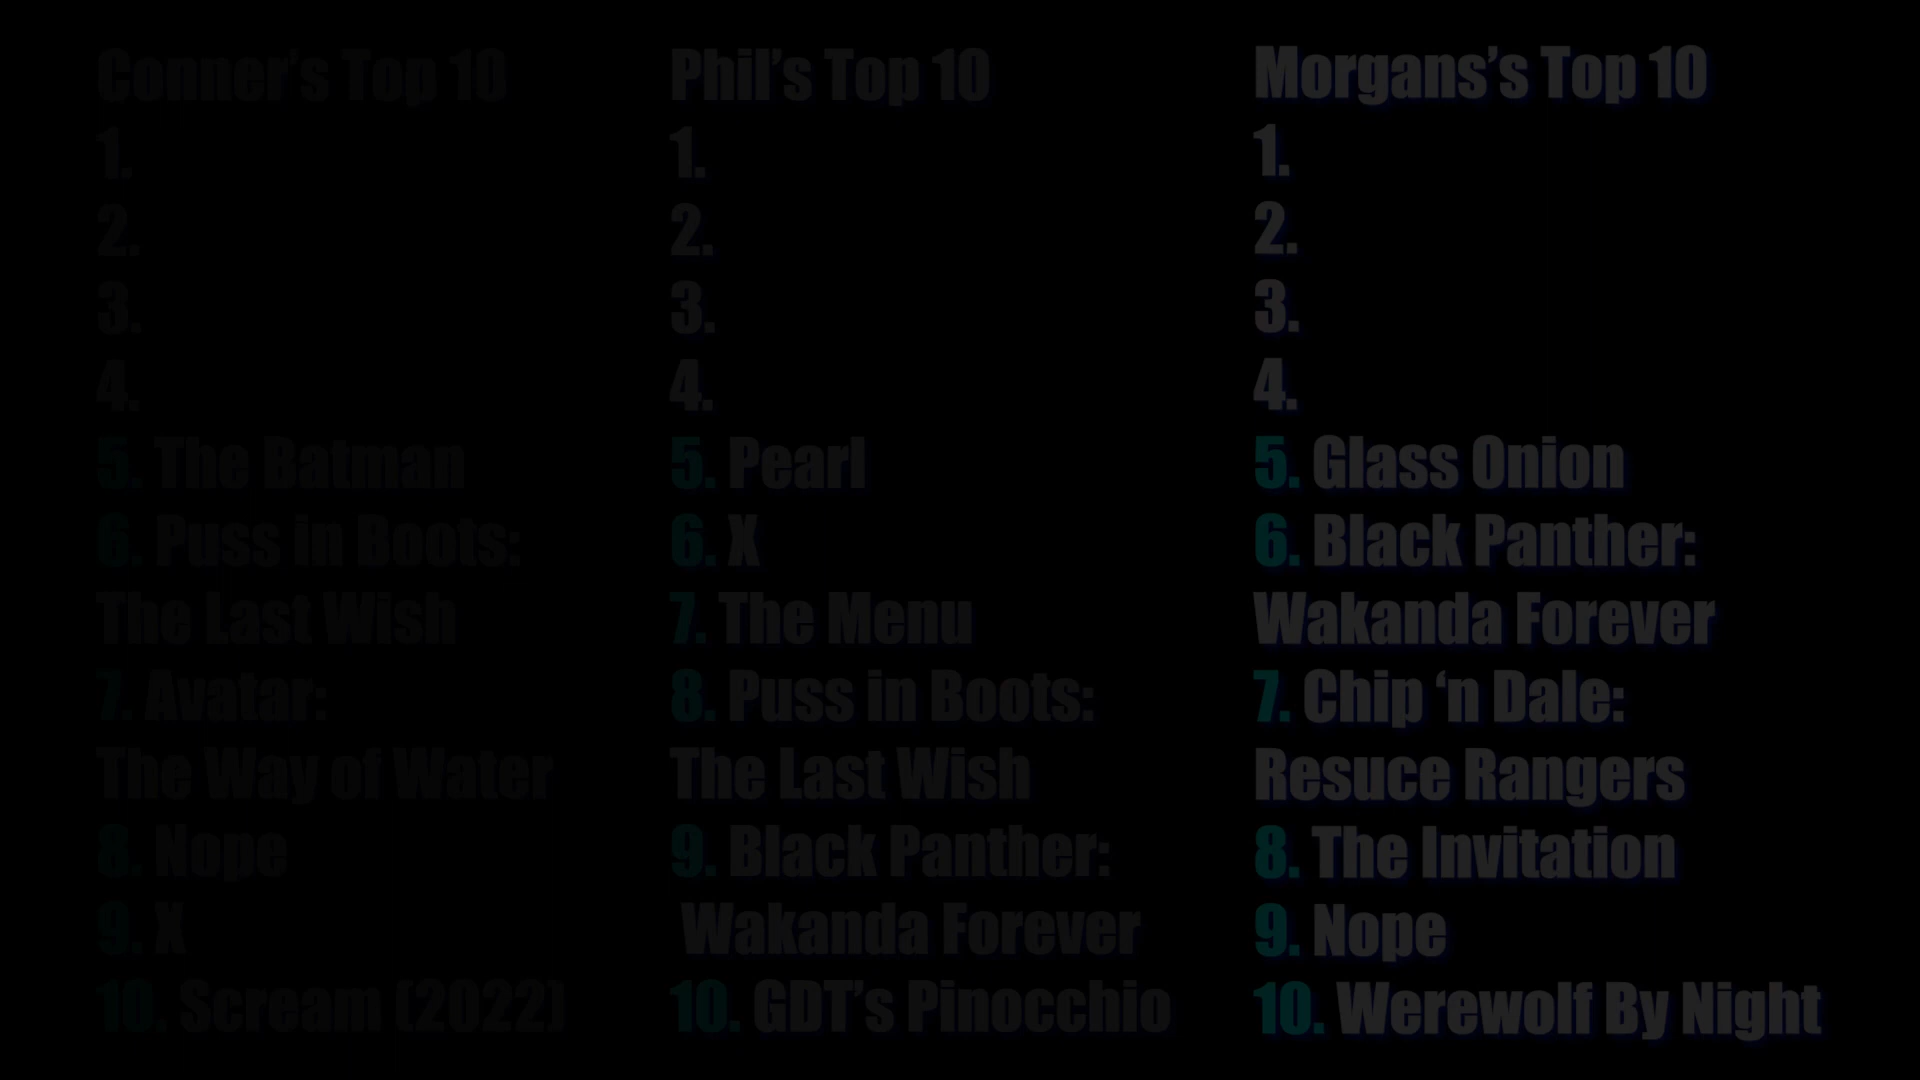 Conner’s Top 10
1.
2.
3.
4.
5. The Batman
6. Puss in Boots:
The Last Wish
7. Avatar:
The Way of Water
8. Nope
9. X
10. Scream (2022)
Phil’s Top 10
1.
2.
3.
4.
5. Pearl
6. X
7. The Menu
8. Puss in Boots:
The Last Wish
9. Black Panther:
Wakanda Forever
10. GDT’s Pinocchio
Morgans’s Top 10
1.
2.
3.
4.
5. Glass Onion
6. Black Panther:
Wakanda Forever
7. Chip ‘n Dale:
Resuce Rangers
8. The Invitation
9. Nope
10. Werewolf By Night